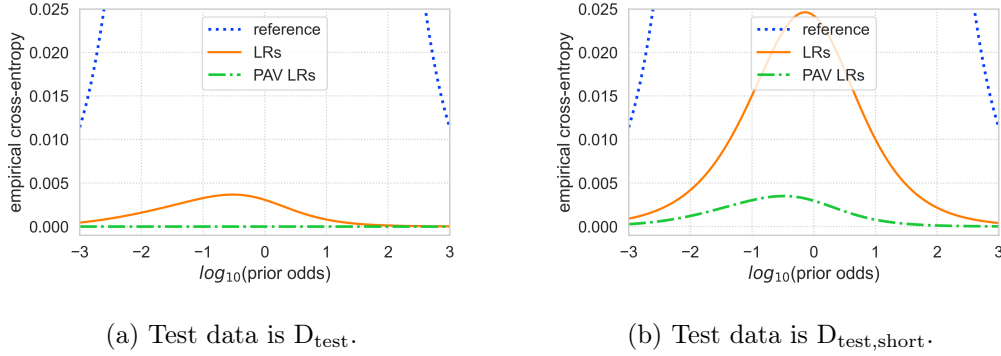 0.025
0.020
0.015
0.010
0.005
0.000
empirical cross-entropy
reference
LRs
PAV LRs
−3 −2 −1 0 1 2 3
log10(prior odds)
(a) Test data is Dtest.
0.025
0.020
0.015
0.010
0.005
0.000
empirical cross-entropy
reference
LRs
PAV LRs
−3 −2 −1 0 1 2 3
log10(prior odds)
(b) Test data is Dtest,short.